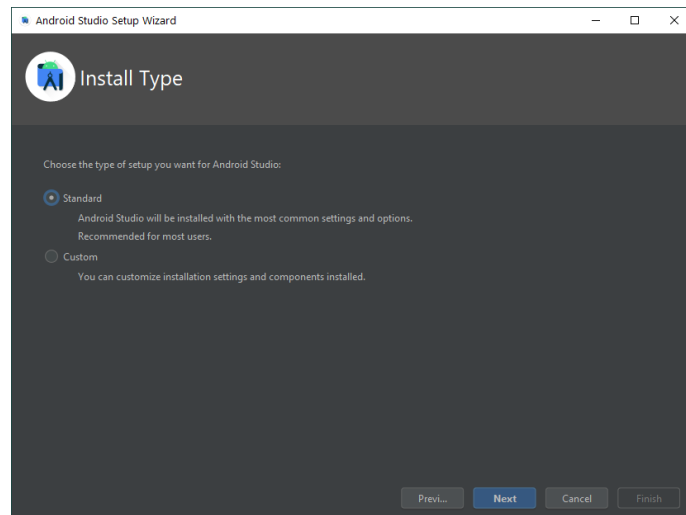 Android Studio Setup Wizard
Install Type
Choose the type of setup you want for Android Studio:
Standard
Android Studio will be installed with the most common settings and options.
Recommended for most users.
Custom
You can customize installation settings and components installed.
Previ... Next Cancel Finish